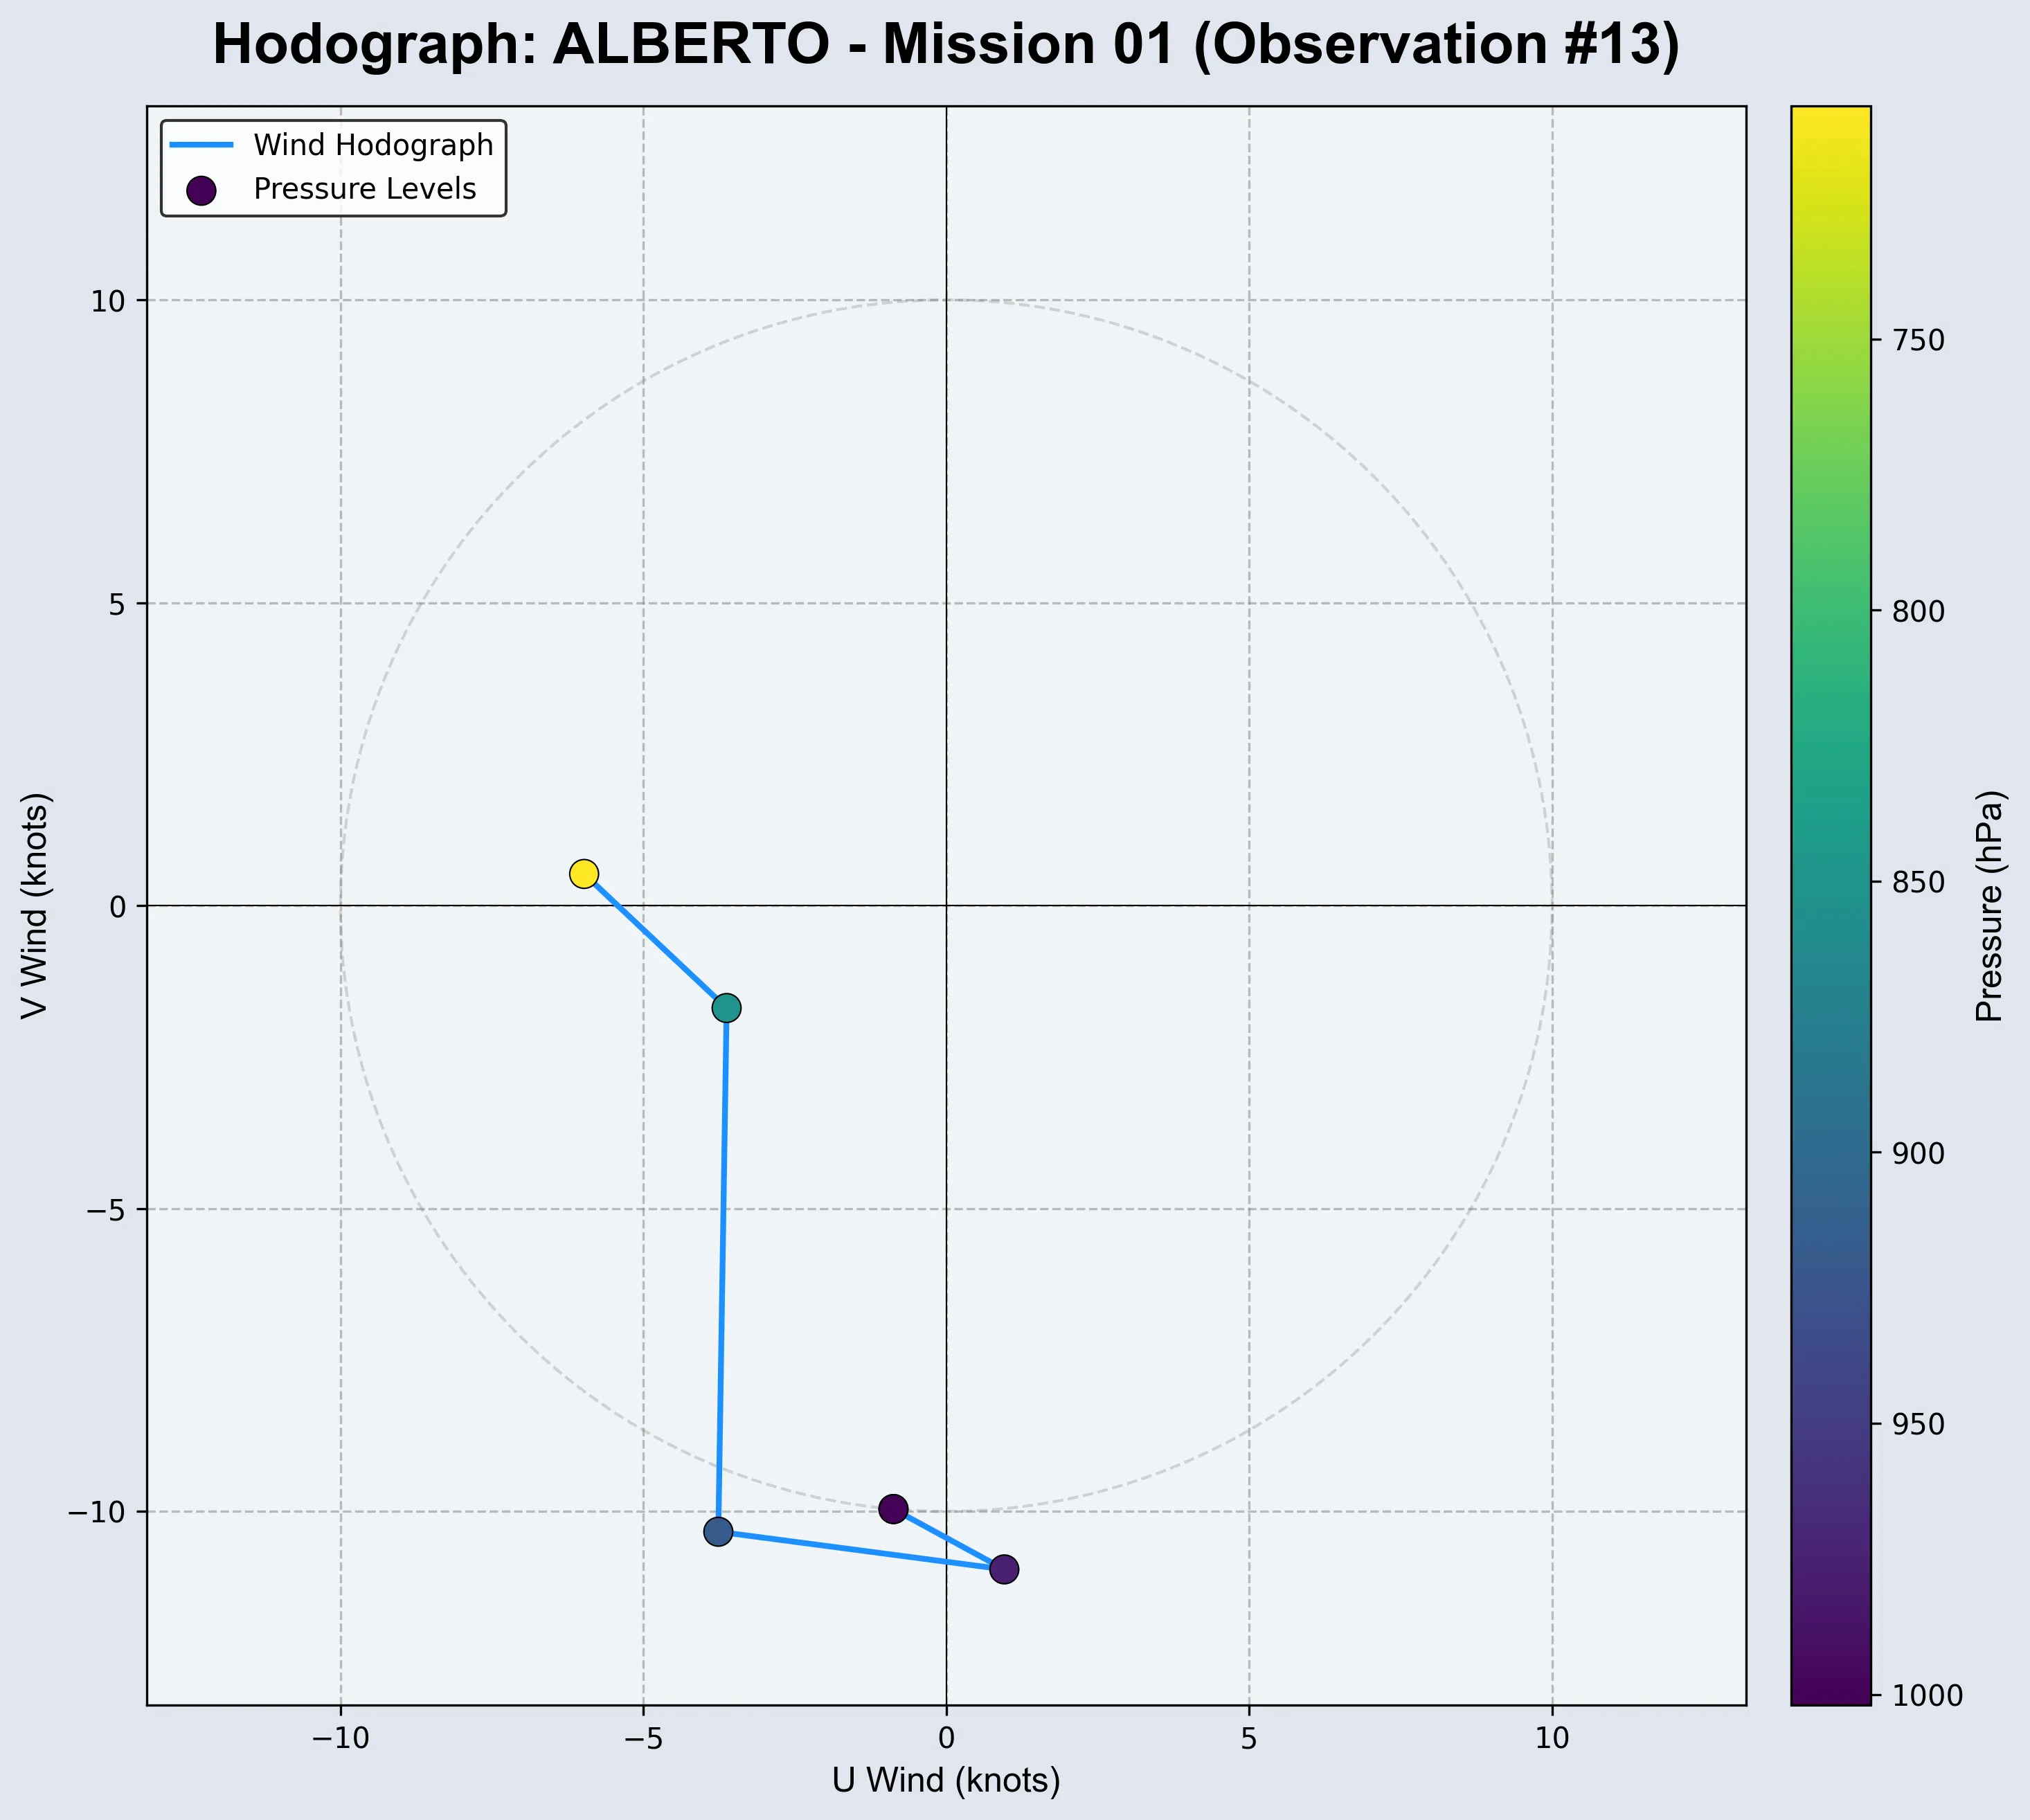 Hodograph: ALBERTO - Mission 01 (Observation #13)
Wind Hodograph
Pressure Levels
10
5
0
−5
−10
V Wind (knots)
−10
−5
0
5
10
U Wind (knots)
750
800
850
900
950
1000
Pressure (hPa)